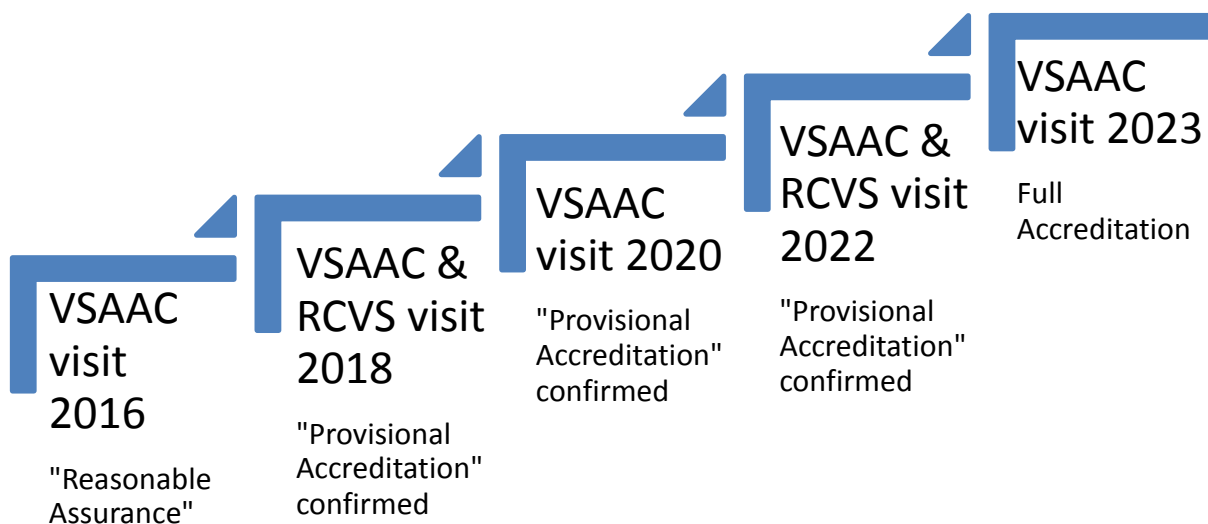 VSAAC
visit
2016
"Reasonable
Assurance"
VSAAC &
RCVS visit
2018
"Provisional
Accreditation"
confirmed
VSAAC
visit 2020
"Provisional
Accreditation"
confirmed
VSAAC &
RCVS visit
2022
"Provisional
Accreditation"
confirmed
VSAAC
visit 2023
Full
Accreditation